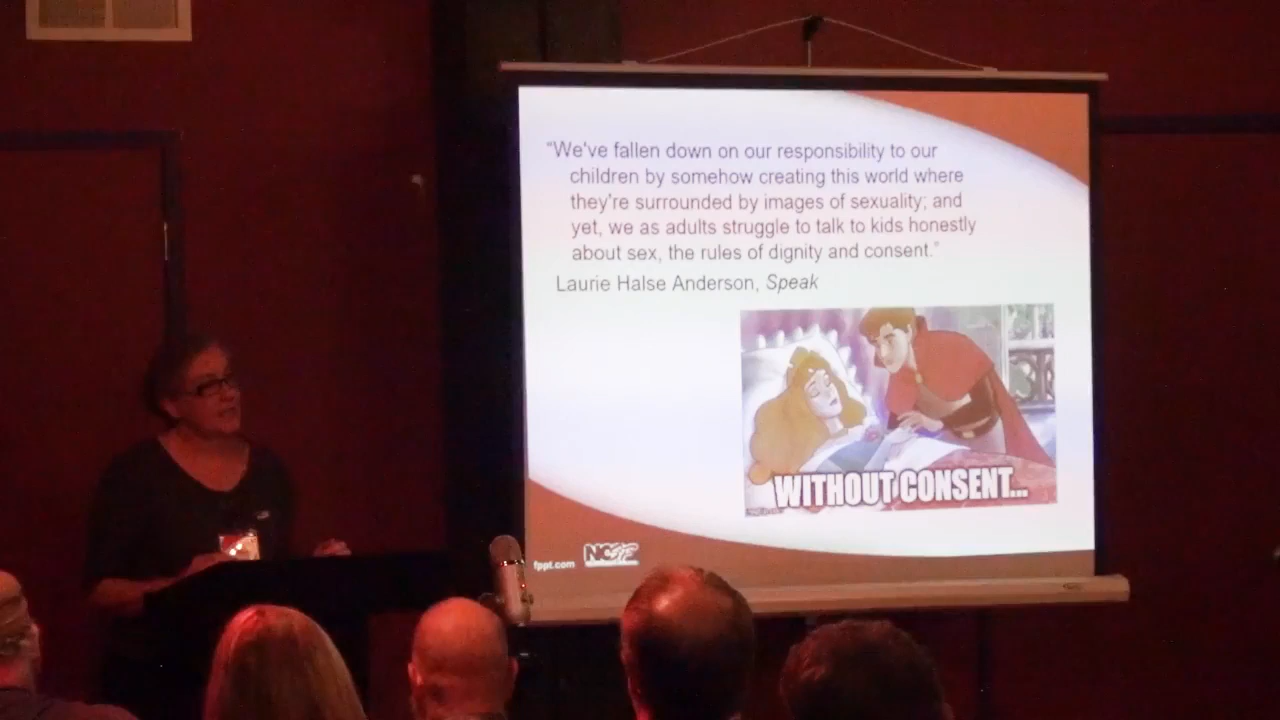 “We've fallen down on our responsibility to our
children by somehow creating this world where
they're surrounded by images of sexuality; and
yet, we as adults struggle to talk to kids honestly
about sex, the rules of dignity and consent.”
Laurie Halse Anderson, Speak
WITHOUT CONSENT...
fppt.com